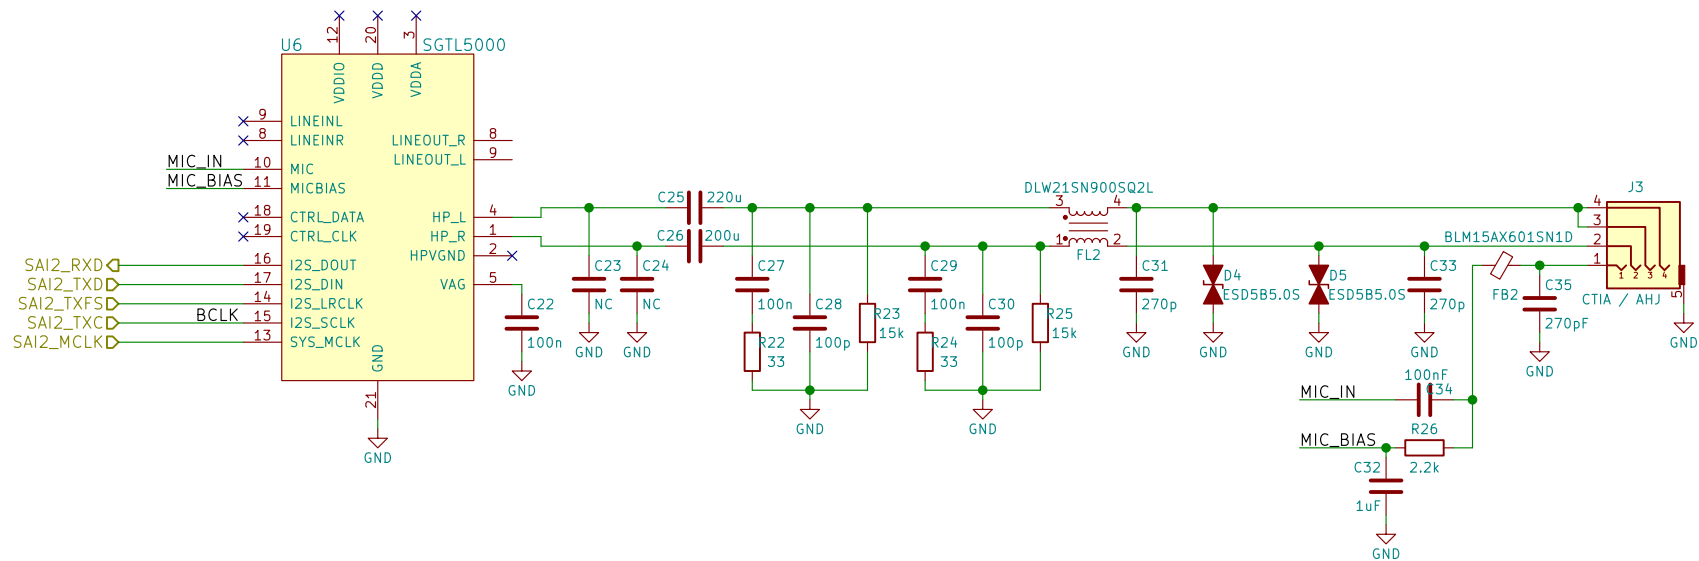 12
20
3
U6
SGTL5000
VDDIO
VDDD
VDDA
9 LINEINL
8 LINEINR
LINEOUT_R 8
LINEOUT_L 9
MIC_IN 10 MIC
MIC_BIAS 11 MICBIAS
18 CTRL_DATA
19 CTRL_CLK
HP_L 4
HP_R 1
HPVGND 2
SAI2_RXD 16 I2S_DOUT
SAI2_TXD 17 I2S_DIN
VAG 5
SAI2_TXFS 14 I2S_LRCLK
SAI2_TXC BCLK 15 I2S_SCLK
SAI2_MCLK 13 SYS_MCLK
GND
21
GND
C22
100n
GND
C23
NC
GND
C24
NC
GND
C25 220u
C26 200u
C27
100n
R22
33
C28
100p
R23
15k
GND
C29
100n
R24
33
C30
100p
R25
15k
GND
DLW21SN900SQ2L
3 4
1 2
FL2
C31
270p
GND
D4
ESD5B5.0S
GND
D5
ESD5B5.0S
GND
C33
270p
GND
BLM15AX601SN1D
FB2
C35
270pF
GND
J3
4
3
2
1
1 2 3 4
5
CTIA / AHJ
GND
100nF
MIC_IN
C34
R26
MIC_BIAS
2.2k
C32
1uF
GND